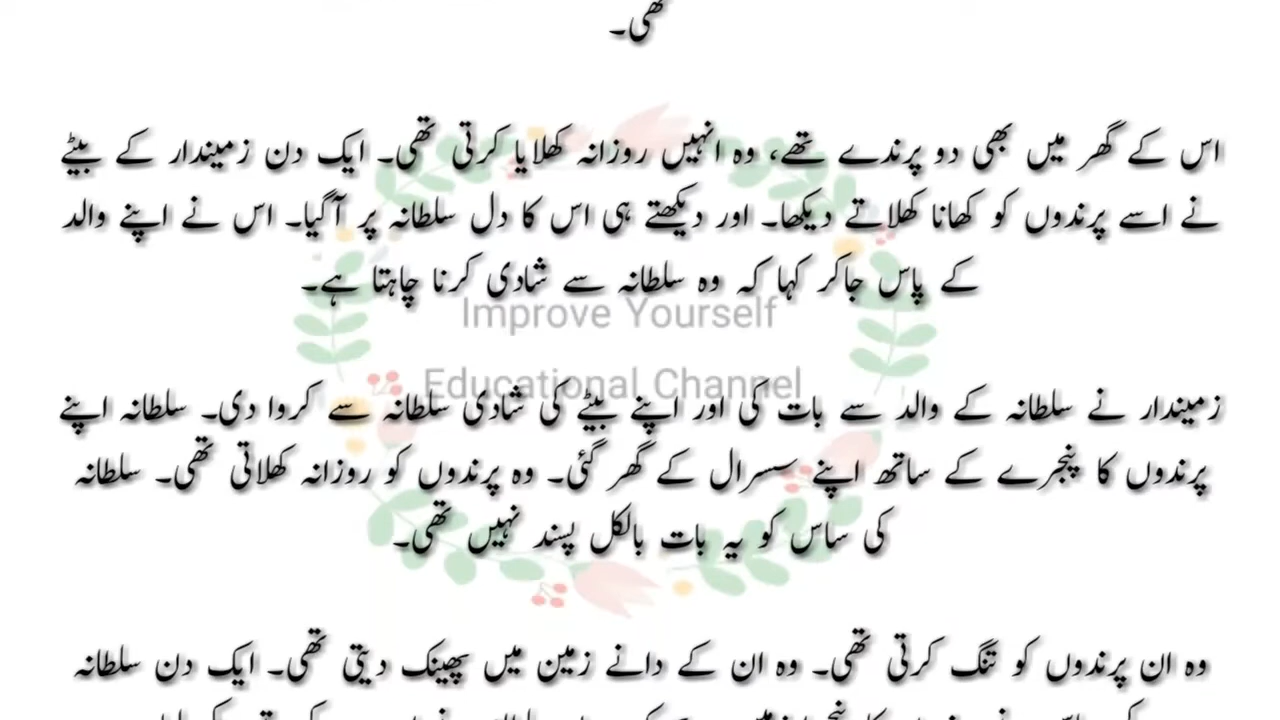 تھی۔
اس کے گھر میں بھی دو پرندے تھے، وہ انہیں روزانہ کھلایا کرتی تھی۔ ایک دن زمیندار کے بیٹے
نے اسے پرندوں کو کھانا کھلاتے دیکھا۔ اور دیکھتے ہی اس کا دل سلطانہ پر آگیا۔ اس نے اپنے والد
کے پاس جاکر کہا کہ وہ سلطانہ سے شادی کرنا چاہتا ہے۔
Improve Yourself
Educational Channel
زمیندار نے سلطانہ کے والد سے بات کی اور اپنے بیٹے کی شادی سلطانہ سے کروا دی۔ سلطانہ اپنے
پرندوں کا پنجرے کے ساتھ اپنے سسرال کے گھر گئی۔ وہ پرندوں کو روزانہ کھلاتی تھی۔ سلطانہ
کی ساس کو یہ بات بالکل پسند نہیں تھی۔
وہ ان پرندوں کو تنگ کرتی تھی۔ وہ ان کے دانے زمین میں پھینک دیتی تھی۔ ایک دن سلطانہ